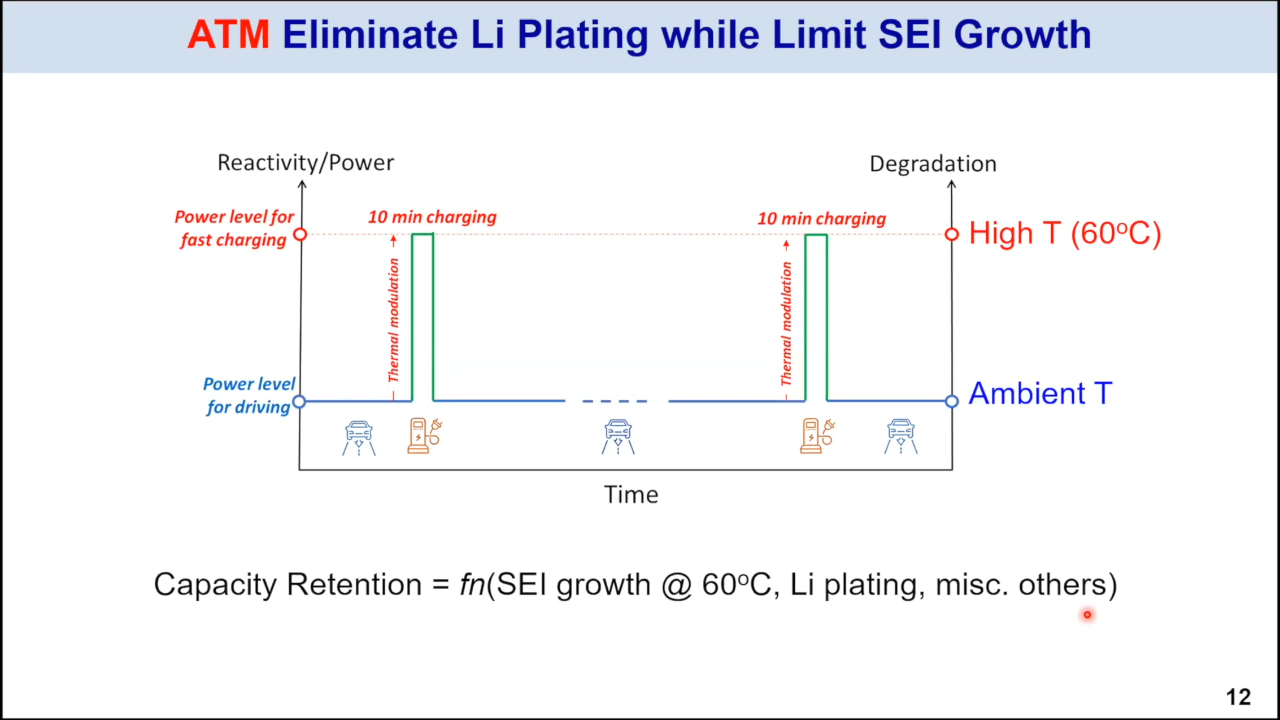 ATM Eliminate Li Plating while Limit SEI Growth
Reactivity/Power
Degradation
Power level for
fast charging
10 min charging
10 min charging
High T (60°C)
Thermal modulation
Thermal modulation
Power level
for driving
Ambient T
Time
Capacity Retention = fn(SEI growth @ 60°C, Li plating, misc. others)
12